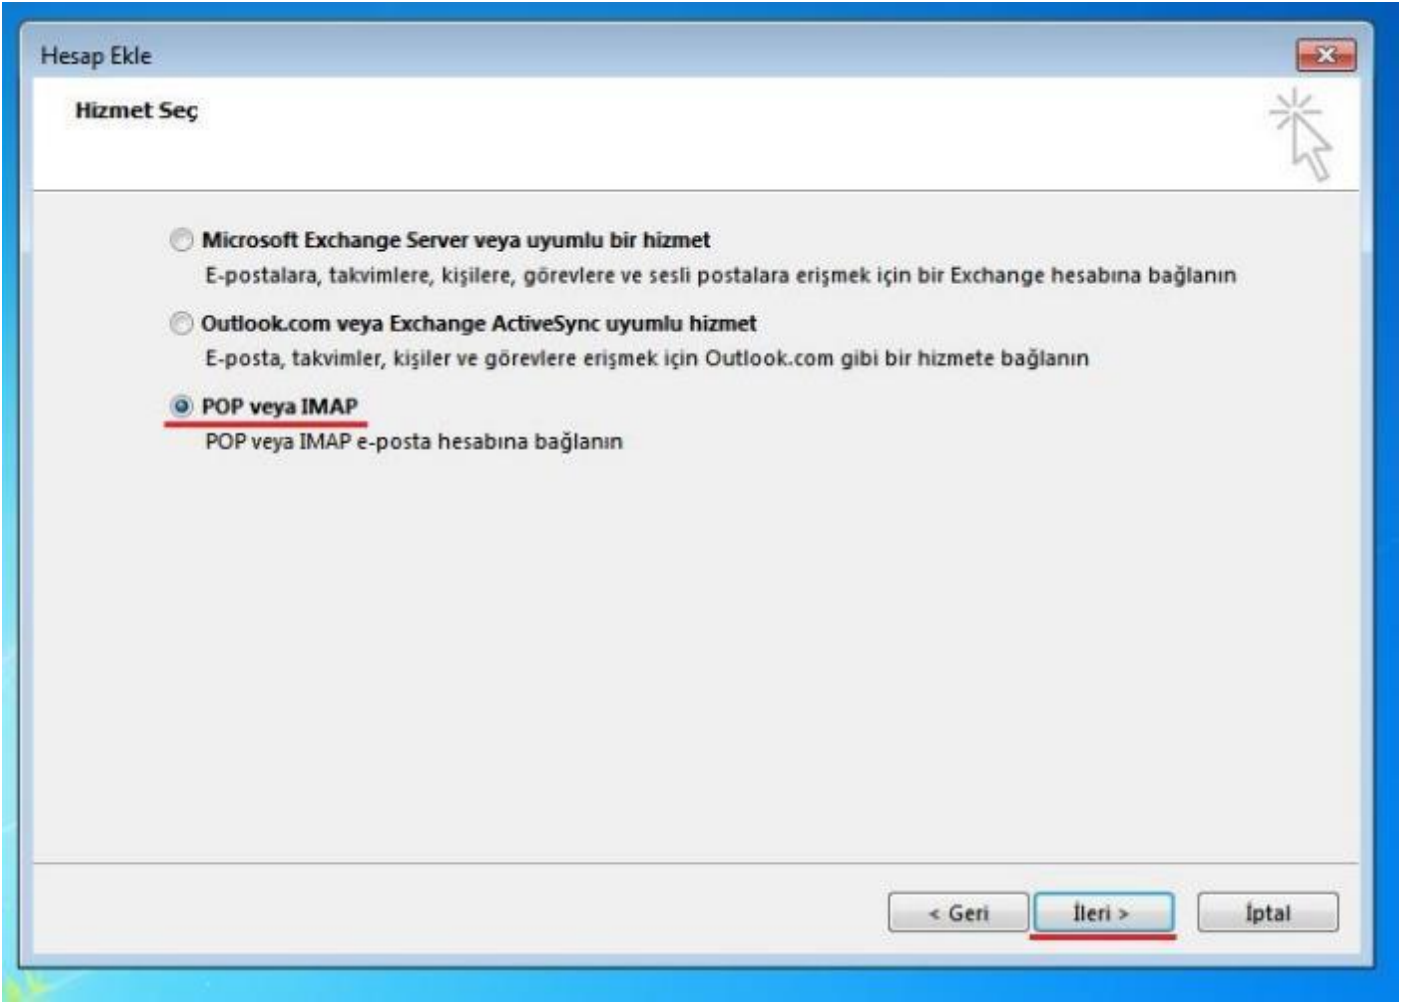 Hesap Ekle
Hizmet Seç
Microsoft Exchange Server veya uyumlu bir hizmet
E-postalara, takvimlere, kişilere, görevlere ve sesli postalara erişmek için bir Exchange hesabına bağlanın
Outlook.com veya Exchange ActiveSync uyumlu hizmet
E-posta, takvimler, kişiler ve görevlere erişmek için Outlook.com gibi bir hizmete bağlanın
POP veya IMAP
POP veya IMAP e-posta hesabına bağlanın
< Geri İleri > İptal